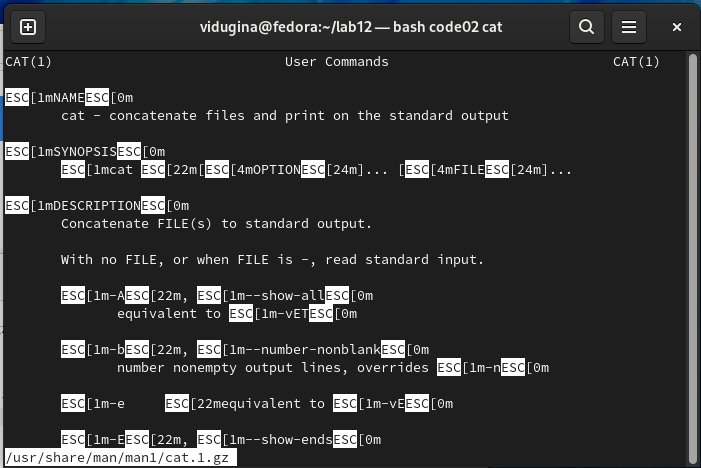 vidugina@fedora:~/lab12 — bash code02 cat
CAT(1)                             User Commands                            CAT(1)
ESC[1mNAMEESC[0m
       cat - concatenate files and print on the standard output
ESC[1mSYNOPSISESC[0m
       ESC[1mcat ESC[22m[ESC[4mOPTIONESC[24m]... [ESC[4mFILEESC[24m]...
ESC[1mDESCRIPTIONESC[0m
       Concatenate FILE(s) to standard output.
       With no FILE, or when FILE is -, read standard input.
       ESC[1m-AESC[22m, ESC[1m--show-allESC[0m
              equivalent to ESC[1m-vETESC[0m
       ESC[1m-bESC[22m, ESC[1m--number-nonblankESC[0m
              number nonempty output lines, overrides ESC[1m-nESC[0m
       ESC[1m-e     ESC[22mequivalent to ESC[1m-vEESC[0m
       ESC[1m-EESC[22m, ESC[1m--show-endsESC[0m
/usr/share/man/man1/cat.1.gz